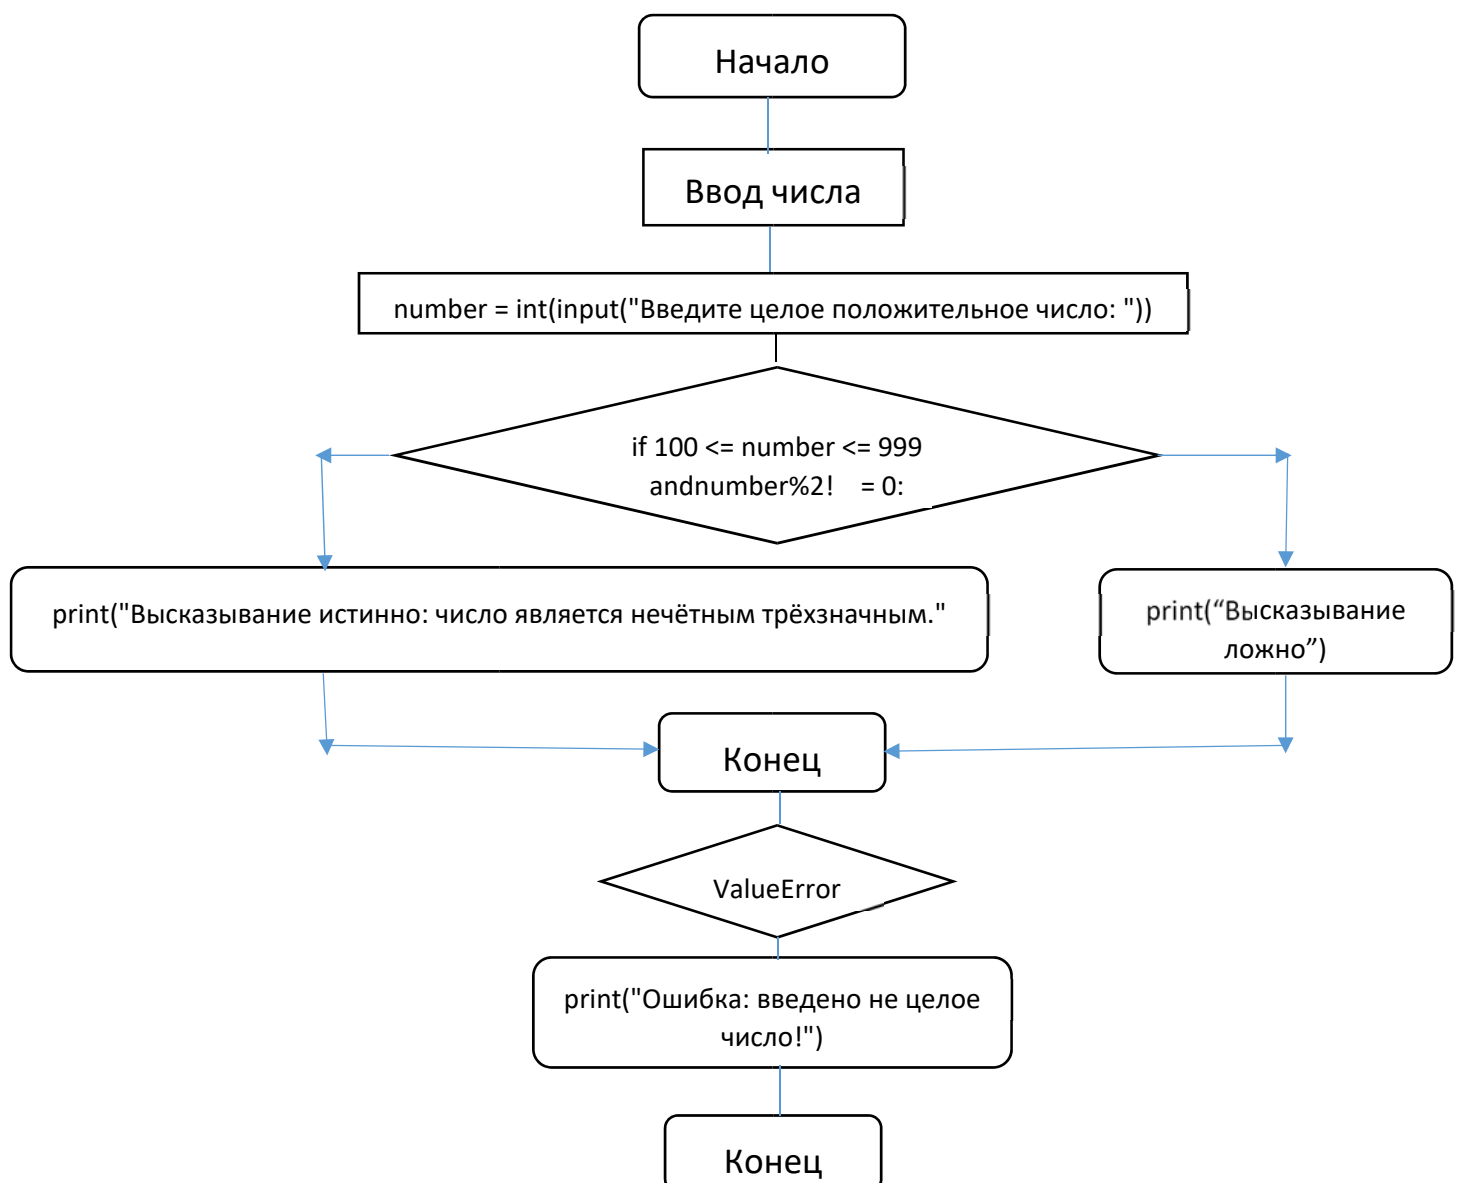 Начало
Ввод числа
number = int(input("Введите целое положительное число: "))
if 100 <= number <= 999
andnumber%2! = 0:
print("Высказывание истинно: число является нечётным трёхзначным."
print(“Высказывание
ложно”)
Конец
ValueError
print("Ошибка: введено не целое
число!")
Конец